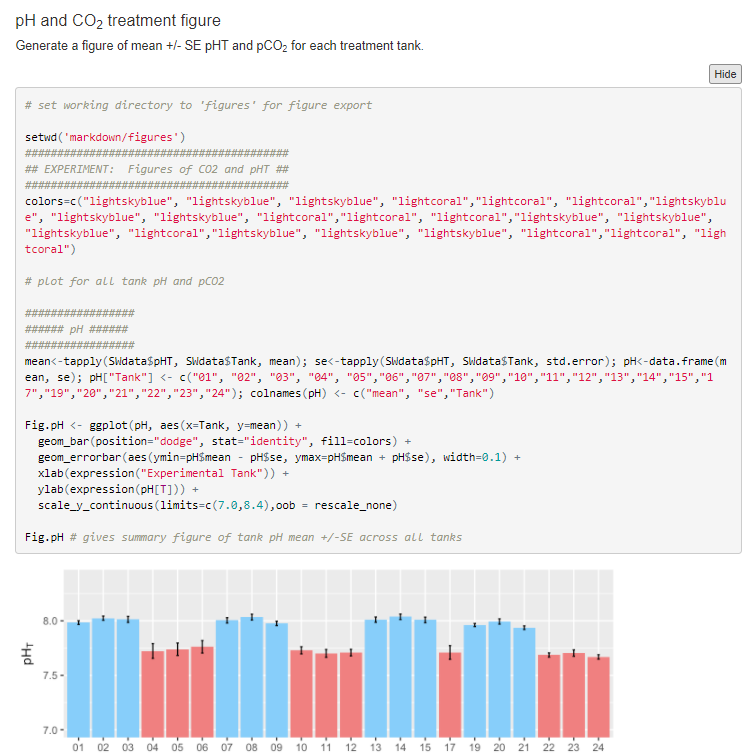 pH and CO₂ treatment figure
Generate a figure of mean +/- SE pHT and pCO₂ for each treatment tank.
Hide
# set working directory to 'figures' for figure export
setwd('markdown/figures')
#########################################
## EXPERIMENT:  Figures of CO2 and pHT ##
#########################################
colors=c("lightskyblue", "lightskyblue", "lightskyblue", "lightcoral","lightcoral", "lightcoral","lightskyblu
e", "lightskyblue", "lightskyblue", "lightcoral","lightcoral", "lightcoral","lightskyblue", "lightskyblue",
"lightskyblue", "lightcoral","lightskyblue", "lightskyblue", "lightskyblue", "lightcoral","lightcoral", "ligh
tcoral")
# plot for all tank pH and pCO2
#################
###### pH ######
#################
mean<-tapply(SWdata$pHT, SWdata$Tank, mean); se<-tapply(SWdata$pHT, SWdata$Tank, std.error); pH<-data.frame(m
ean, se); pH["Tank"] <- c("01", "02", "03", "04", "05","06","07","08","09","10","11","12","13","14","15","1
7","19","20","21","22","23","24"); colnames(pH) <- c("mean", "se","Tank")
Fig.pH <- ggplot(pH, aes(x=Tank, y=mean)) +
  geom_bar(position="dodge", stat="identity", fill=colors) +
  geom_errorbar(aes(ymin=pH$mean - pH$se, ymax=pH$mean + pH$se), width=0.1) +
  xlab(expression("Experimental Tank")) +
  ylab(expression(pH[T])) +
  scale_y_continuous(limits=c(7.0,8.4),oob = rescale_none)
Fig.pH # gives summary figure of tank pH mean +/-SE across all tanks
8.0
7.5
7.0
pHT
01 02 03 04 05 06 07 08 09 10 11 12 13 14 15 17 19 20 21 22 23 24